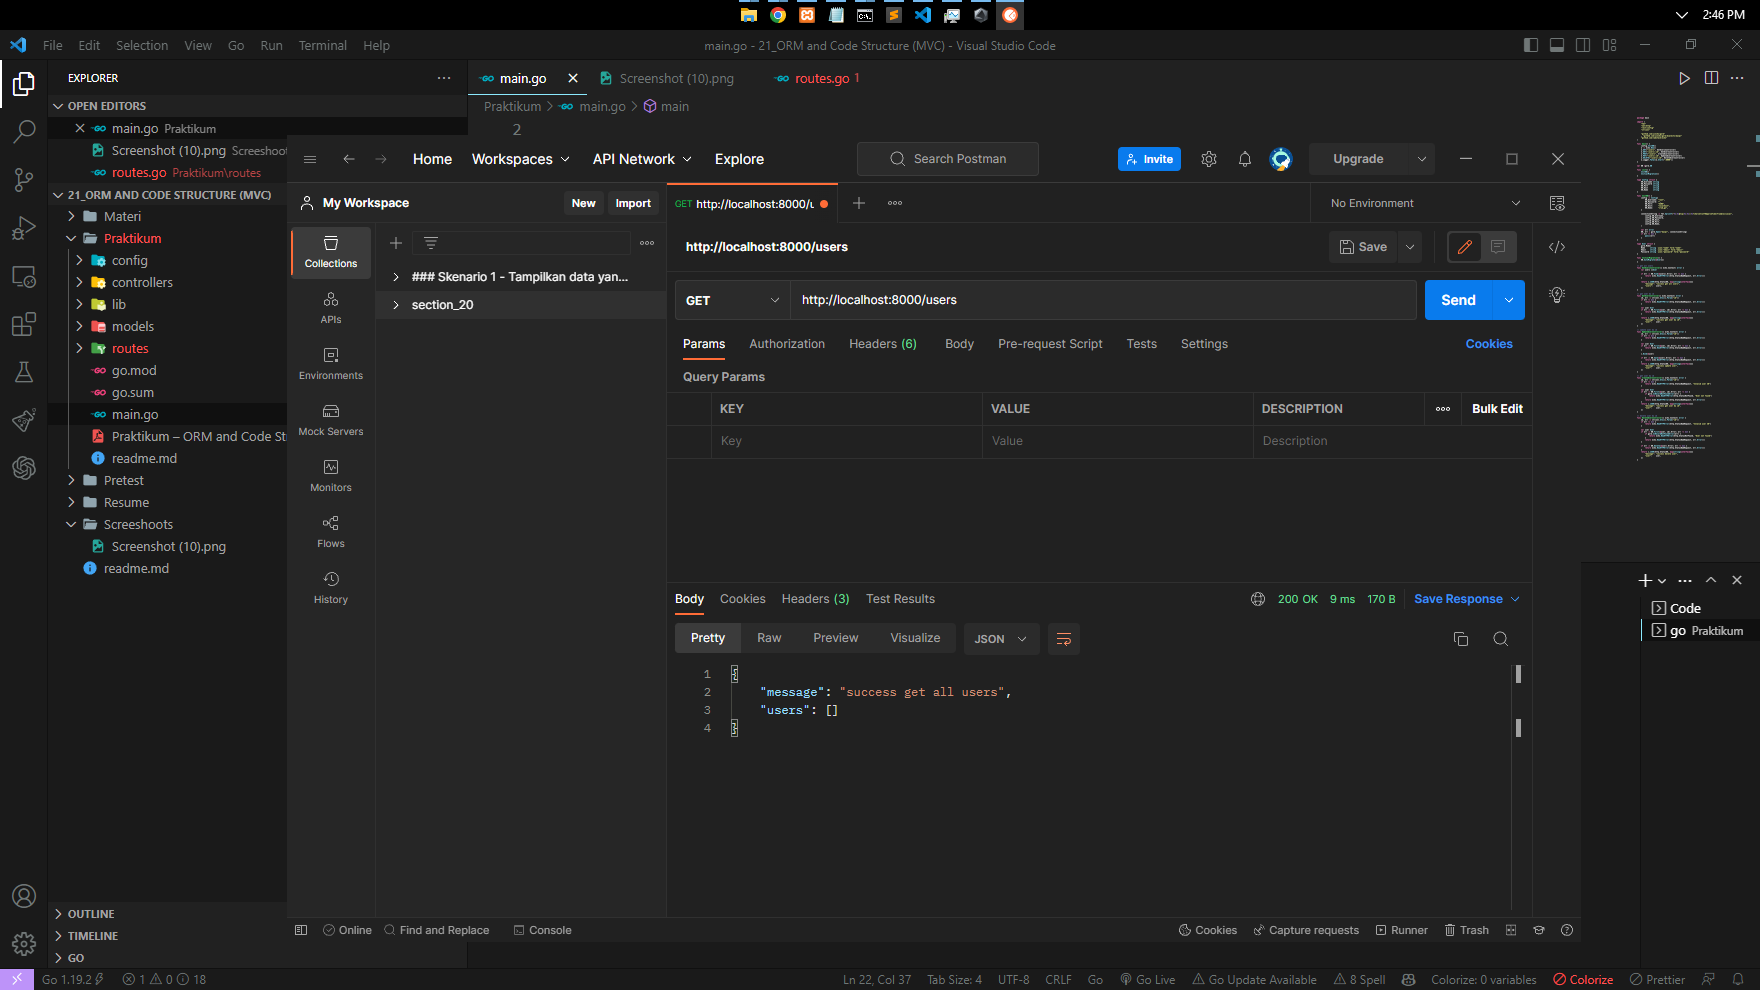 2:46 PM
File Edit Selection View Go Run Terminal Help
main.go - 21_ORM and Code Structure (MVC) - Visual Studio Code
EXPLORER
main.go
Screenshot (10).png
routes.go 1
OPEN EDITORS
Praktikum > main.go > main
main.go Praktikum
2
Screenshot (10).png Screeshoot
routes.go Praktikum\routes
21_ORM AND CODE STRUCTURE (MVC)
Materi
Praktikum
config
controllers
lib
models
routes
go.mod
go.sum
main.go
Praktikum – ORM and Code St
readme.md
Pretest
Resume
Screeshoots
Screenshot (10).png
readme.md
OUTLINE
TIMELINE
GO
Home Workspaces API Network Explore
Search Postman
Invite
Upgrade
My Workspace
New
Import
GET http://localhost:8000/u
No Environment
Collections
APIs
Environments
Mock Servers
Monitors
Flows
History
### Skenario 1 - Tampilkan data yan...
section_20
http://localhost:8000/users
Save
GET
http://localhost:8000/users
Send
Params Authorization Headers (6) Body Pre-request Script Tests Settings
Cookies
Query Params
KEY VALUE DESCRIPTION
Bulk Edit
Key Value Description
Body Cookies Headers (3) Test Results
200 OK 9 ms 170 B
Save Response
Pretty Raw Preview Visualize
JSON
1 {
2 "message": "success get all users",
3 "users": []
4 }
Code
go Praktikum
Online
Find and Replace
Console
Cookies
Capture requests
Runner
Trash
Go 1.19.2
1 0 18
Ln 22, Col 37
Tab Size: 4
UTF-8
CRLF
Go
Go Live
Go Update Available
8 Spell
Colorize: 0 variables
Colorize
Prettier